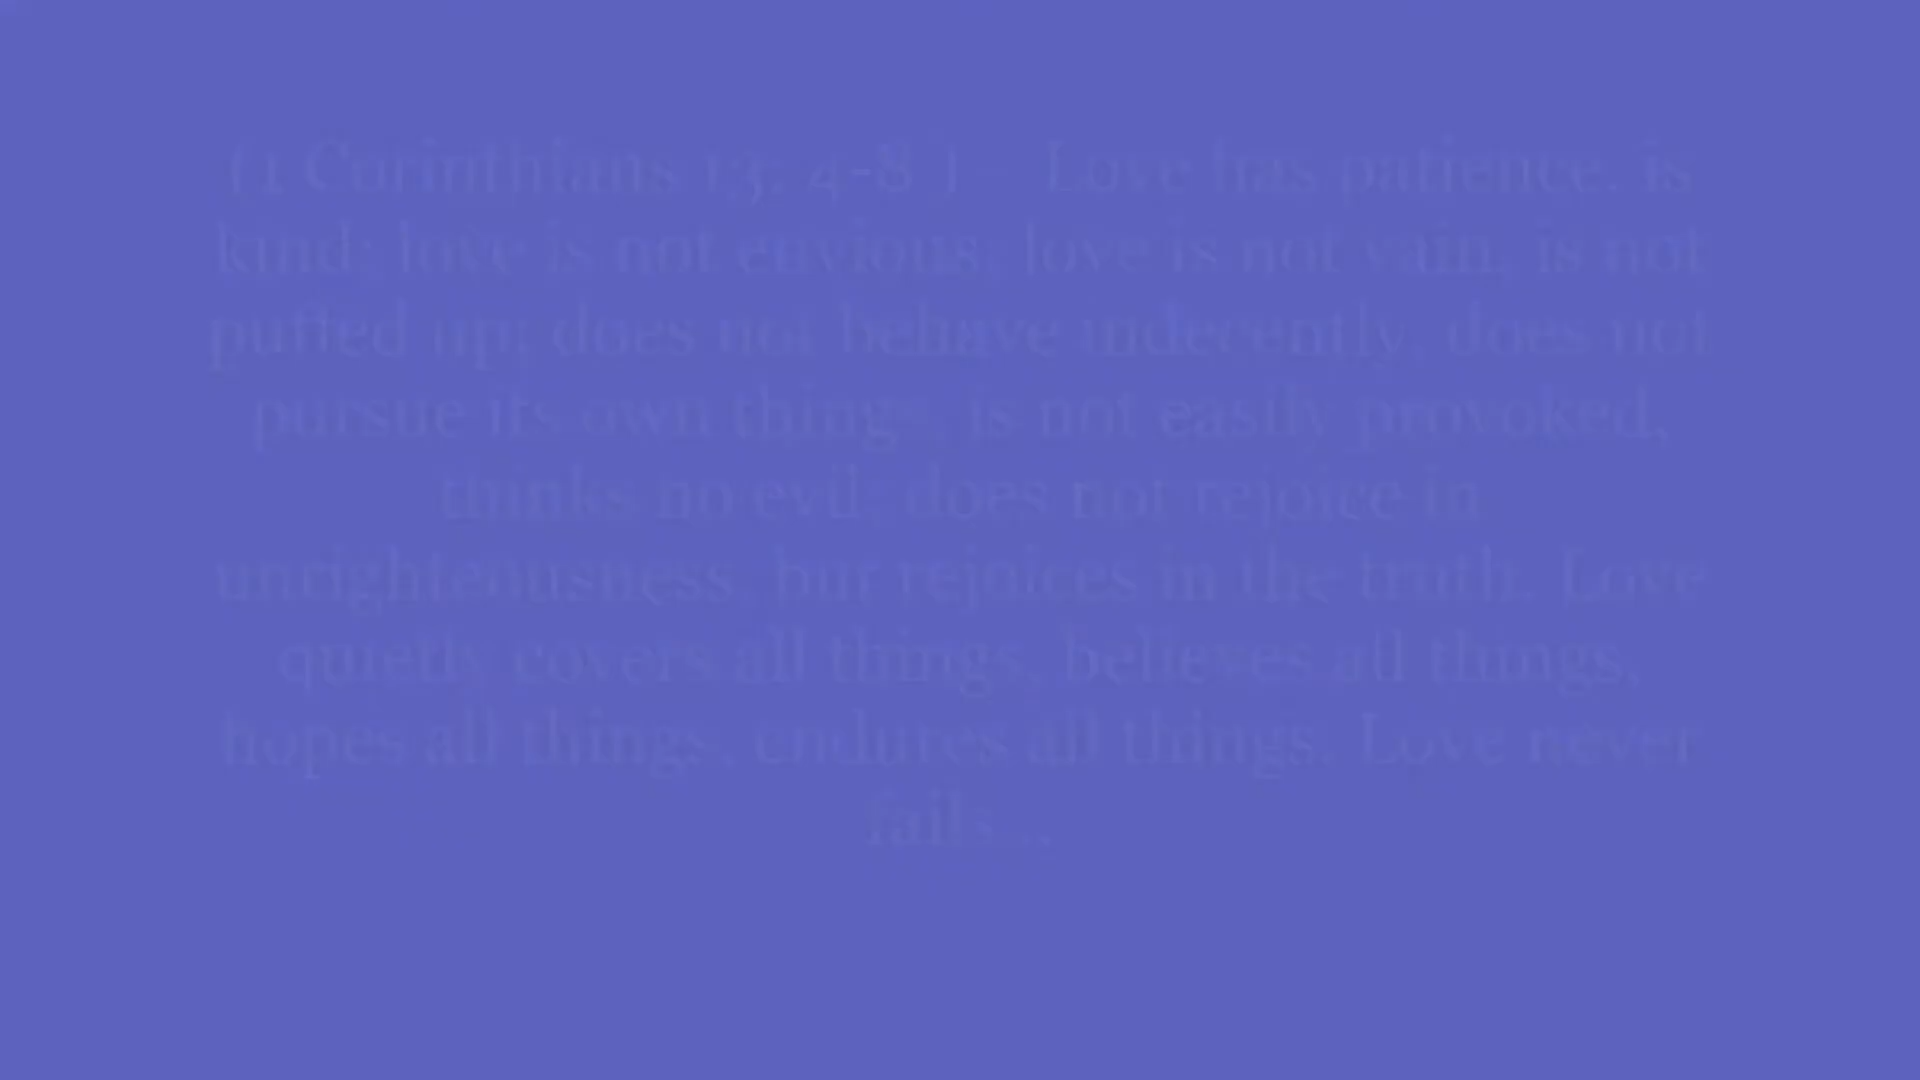 (1 Corinthians 13, 4-8 ) Love has patience, is
kind; love is not envious, love is not vain, is not
puffed up; does not behave indecently, does not
pursue its own things, is not easily provoked,
thinks no evil; does not rejoice in
unrighteousness, but rejoices in the truth. Love
quietly covers all things, believes all things,
hopes all things, endures all things. Love never
fails...